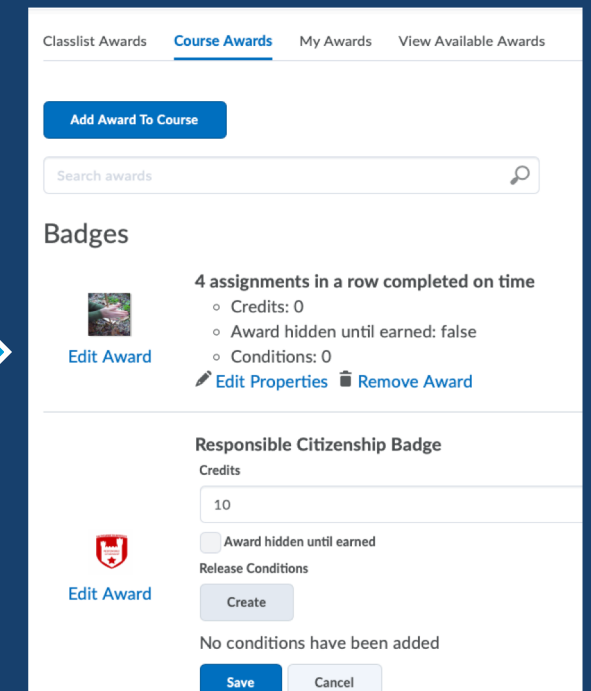 Classlist Awards Course Awards My Awards View Available Awards
Add Award To Course
Search awards
Badges
4 assignments in a row completed on time
Credits: 0
Award hidden until earned: false
Conditions: 0
Edit Award
Edit Properties Remove Award
Responsible Citizenship Badge
Credits
10
Award hidden until earned
Release Conditions
Edit Award
Create
No conditions have been added
Save Cancel